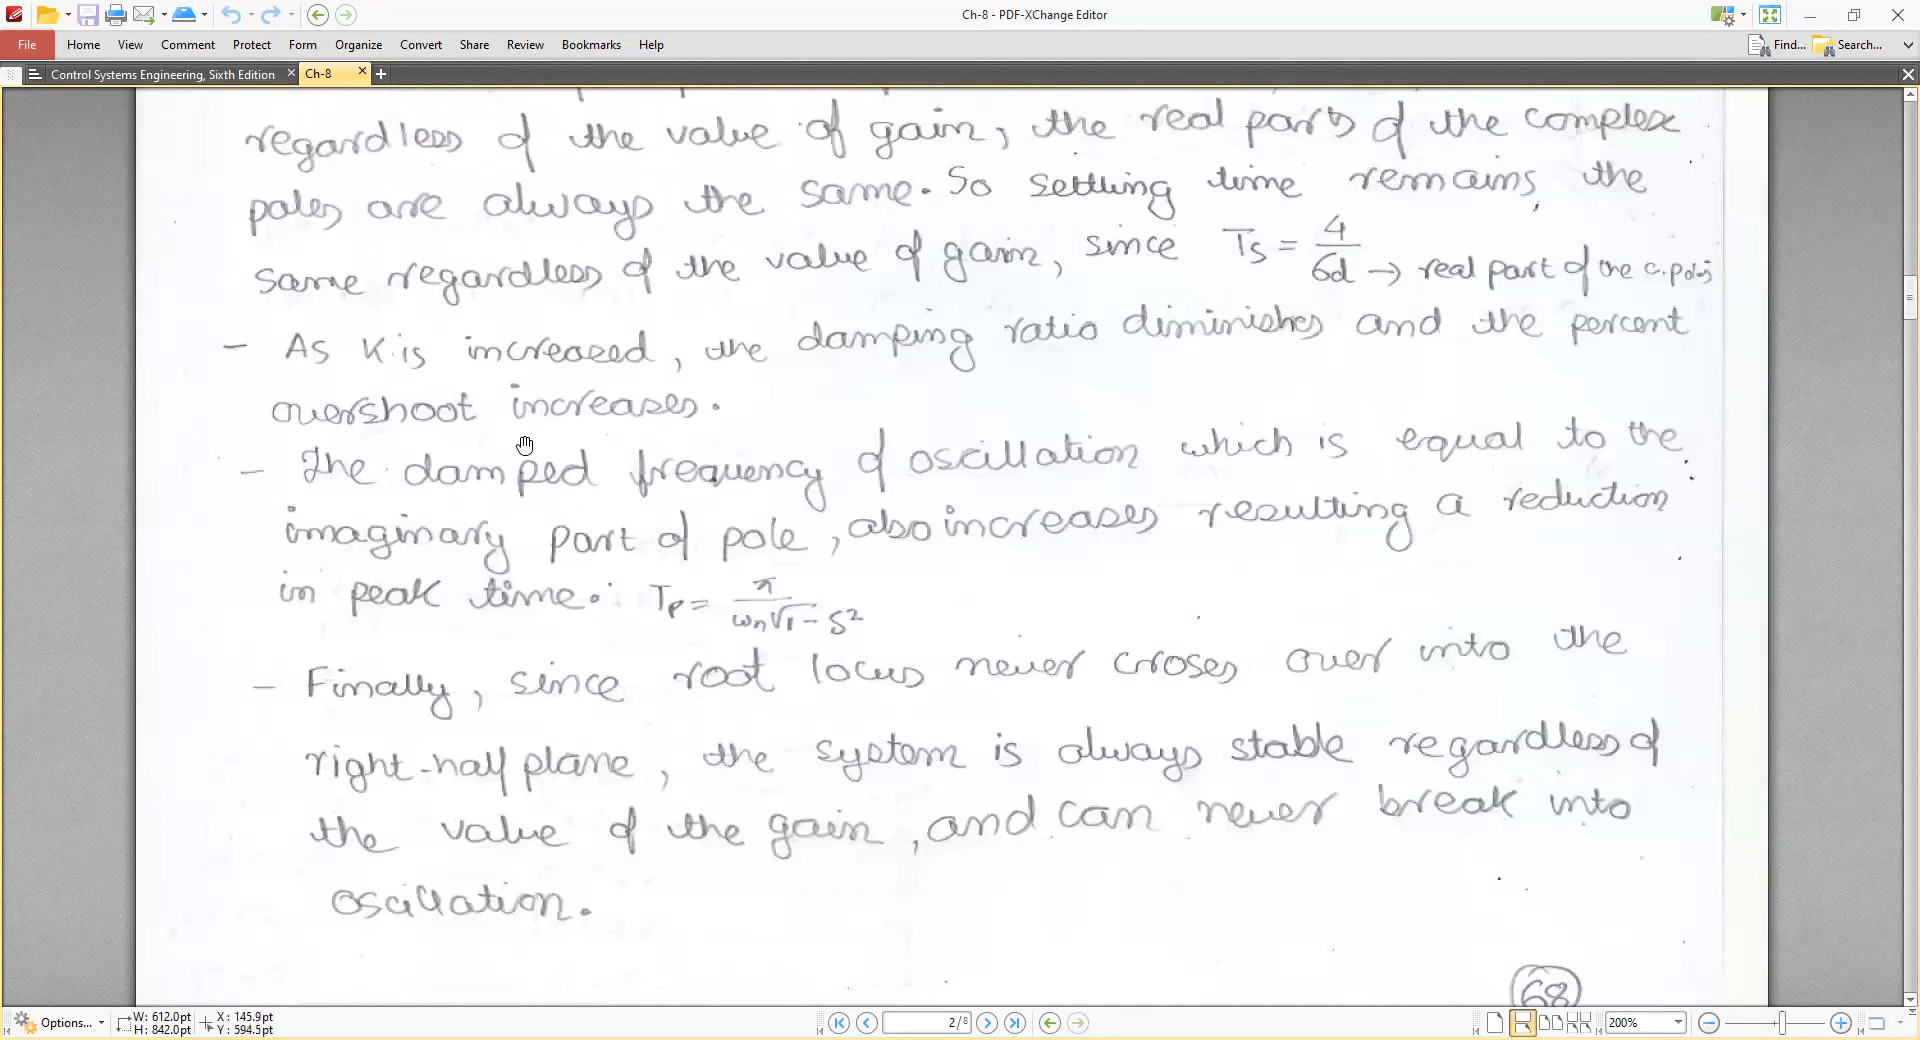 Ch-8 - PDF-XChange Editor
File Home View Comment Protect Form Organize Convert Share Review Bookmarks Help Find... Search...
Control Systems Engineering, Sixth Edition Ch-8
regardless of the value of gain, the real parts of the complex
poles are always the same. So settling time remains the
same regardless of the value of gain, since Ts = 4/σd → real part of the c.poles
- As K is increased, the damping ratio diminishes and the percent
overshoot increases.
- The damped frequency of oscillation which is equal to the
imaginary part of pole, also increases resulting a reduction
in peak time. Tp = π/ωn√1-ς²
- Finally, since root locus never croses over into the
right-half plane, the system is always stable regardless of
the value of the gain, and can never break into
oscillation.
68
Options... W: 612.0pt X: 145.9pt 2/8 200%
H: 842.0pt Y: 594.5pt